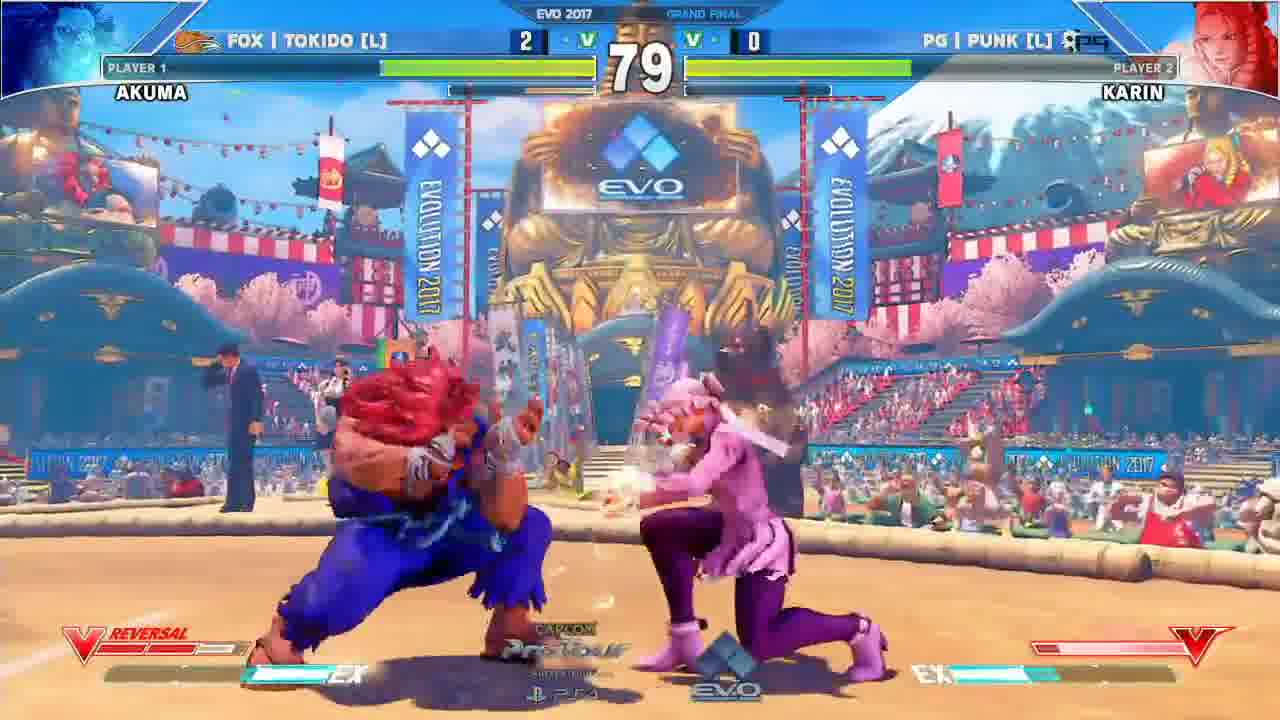 EVO 2017 GRAND FINAL
FOX | TOKIDO [L] 2 V 79 V 0 PG | PUNK [L]
PLAYER 1 PLAYER 2
AKUMA KARIN
EVO
EVOLUTION 2017
EVOLUTION 2017
REVERSAL
EX
EX
CAPCOM
Pro Tour
PS4
EVO